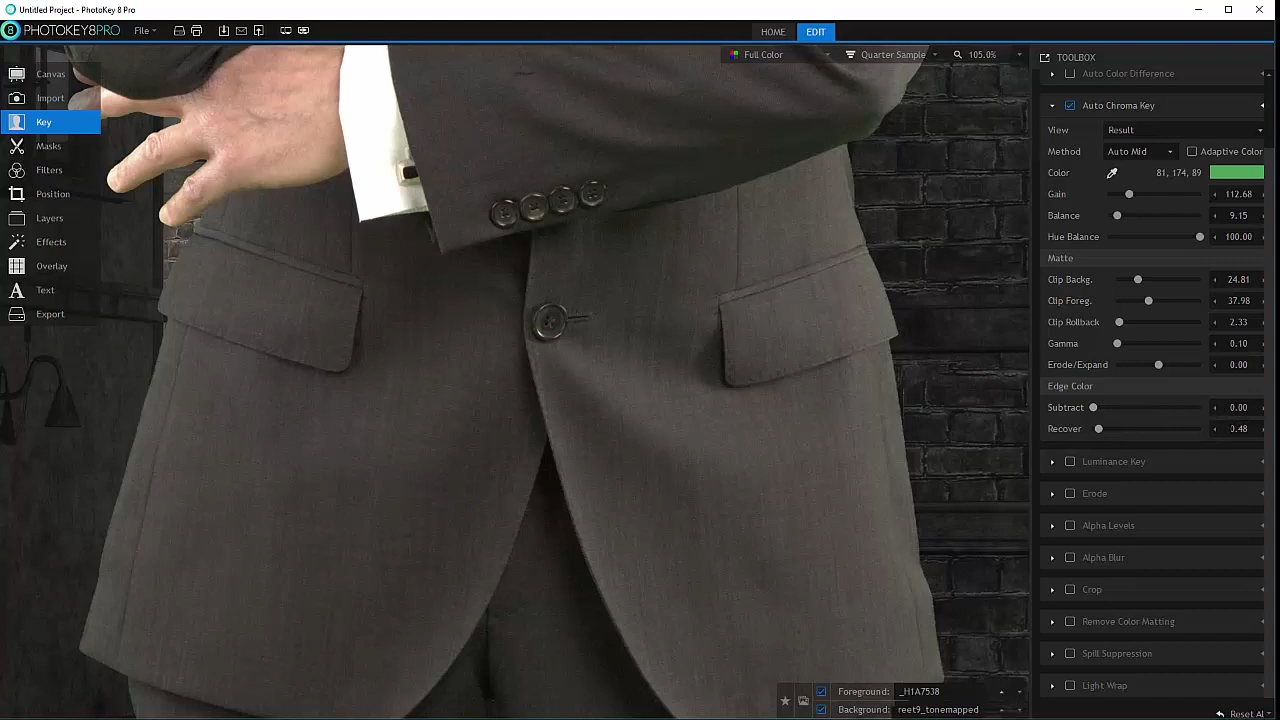 Untitled Project - PhotoKey 8 Pro
PHOTOKEY8PRO
File
HOME
EDIT
Full Color
Quarter Sample
105.0%
Canvas
Import
Key
Masks
Filters
Position
Layers
Effects
Overlay
Text
Export
TOOLBOX
Auto Color Difference
Auto Chroma Key
View Result
Method Auto Mid Adaptive Color
Color 81, 174, 89
Gain 112.68
Balance 9.15
Hue Balance 100.00
Matte
Clip Backg. 24.81
Clip Foreg. 37.98
Clip Rollback 2.33
Gamma 0.10
Erode/Expand 0.00
Edge Color
Subtract 0.00
Recover 0.48
Luminance Key
Erode
Alpha Levels
Alpha Blur
Crop
Remove Color Matting
Spill Suppression
Light Wrap
Foreground: _H1A7538
Background: reet9_tonemapped
Reset Al